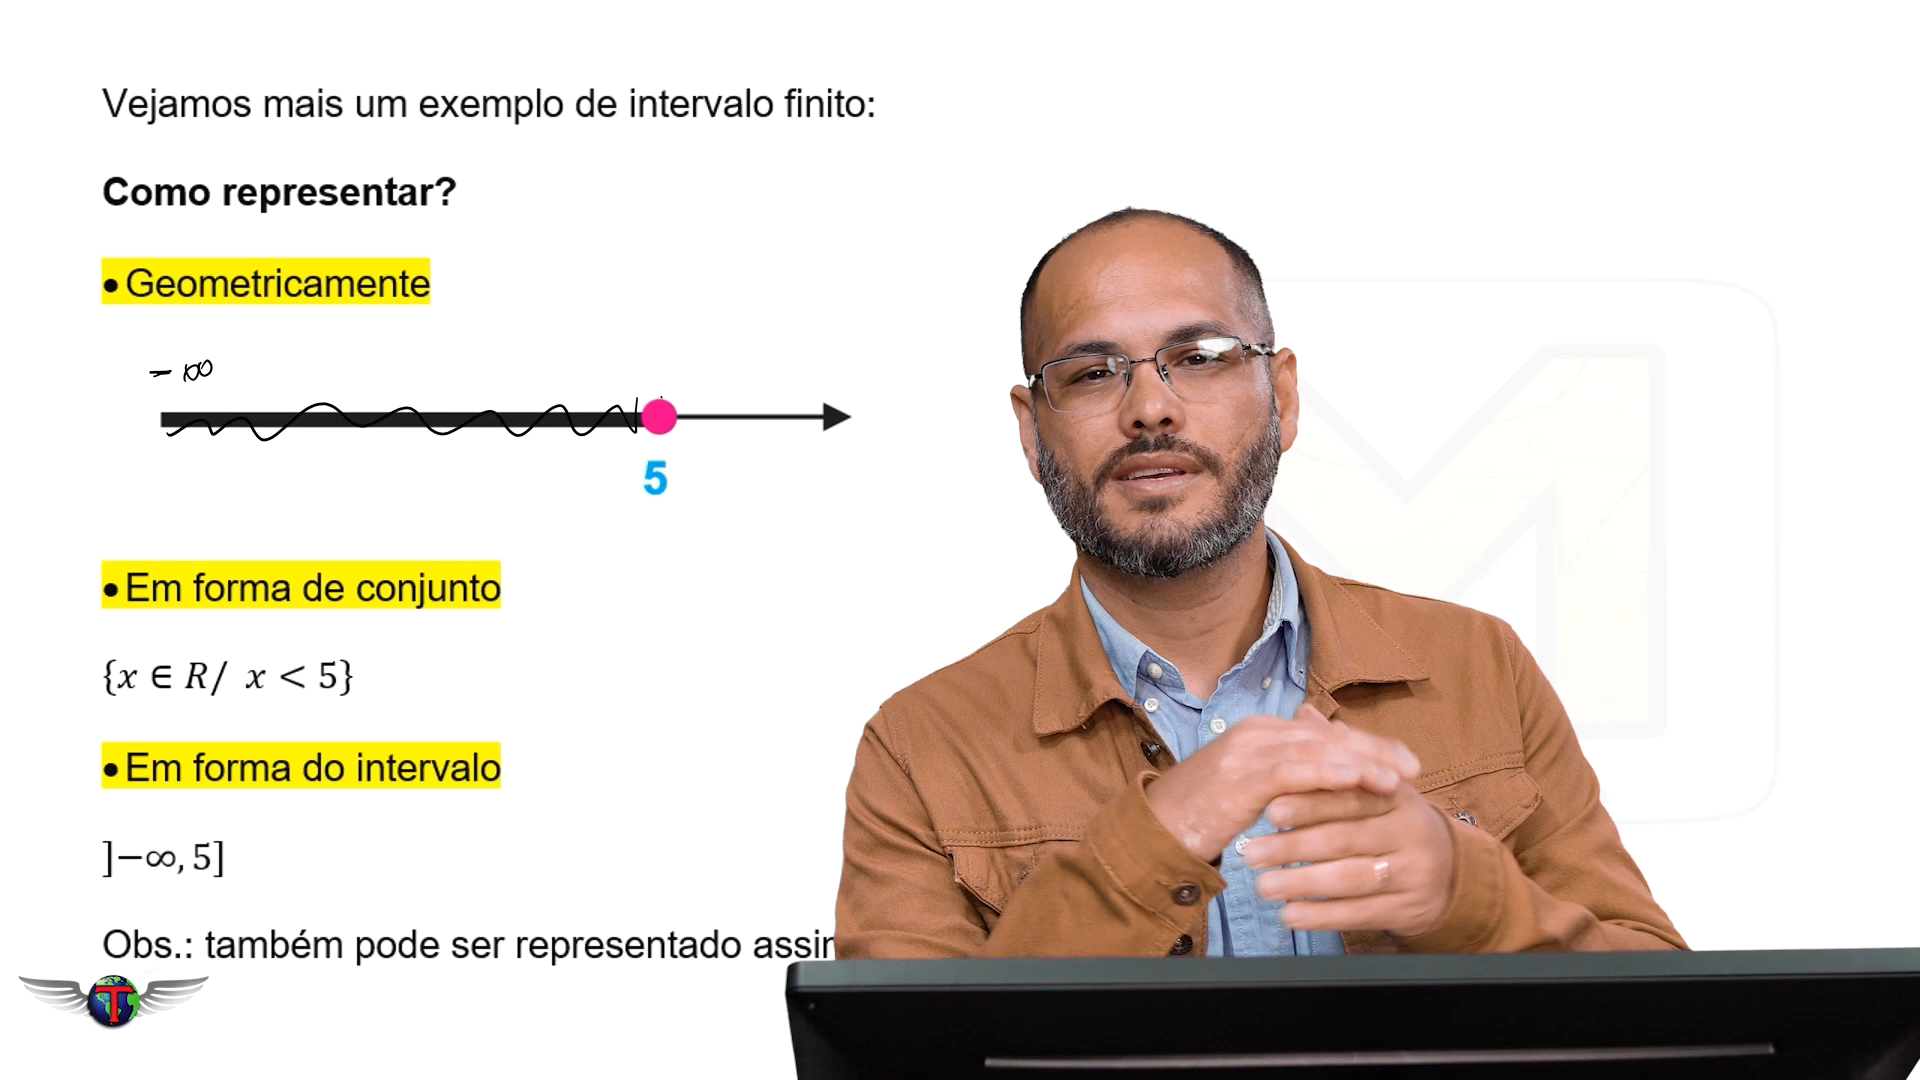 Vejamos mais um exemplo de intervalo finito:
Como representar?
• Geometricamente
− ∞
5
• Em forma de conjunto
{x ∈ R/ x < 5}
• Em forma do intervalo
]−∞, 5]
Obs.: também pode ser representado
T